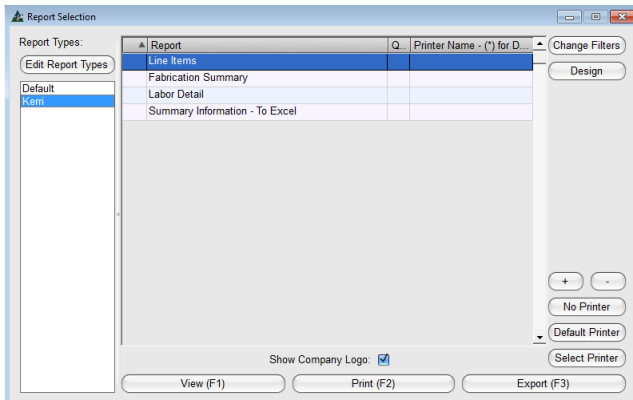 Report Selection
Report Types:
Edit Report Types
Default
Kerri
Report Q.. Printer Name - (*) for D...
Line Items
Fabrication Summary
Labor Detail
Summary Information - To Excel
Change Filters
Design
+ -
No Printer
Default Printer
Select Printer
Show Company Logo:
View (F1) Print (F2) Export (F3)